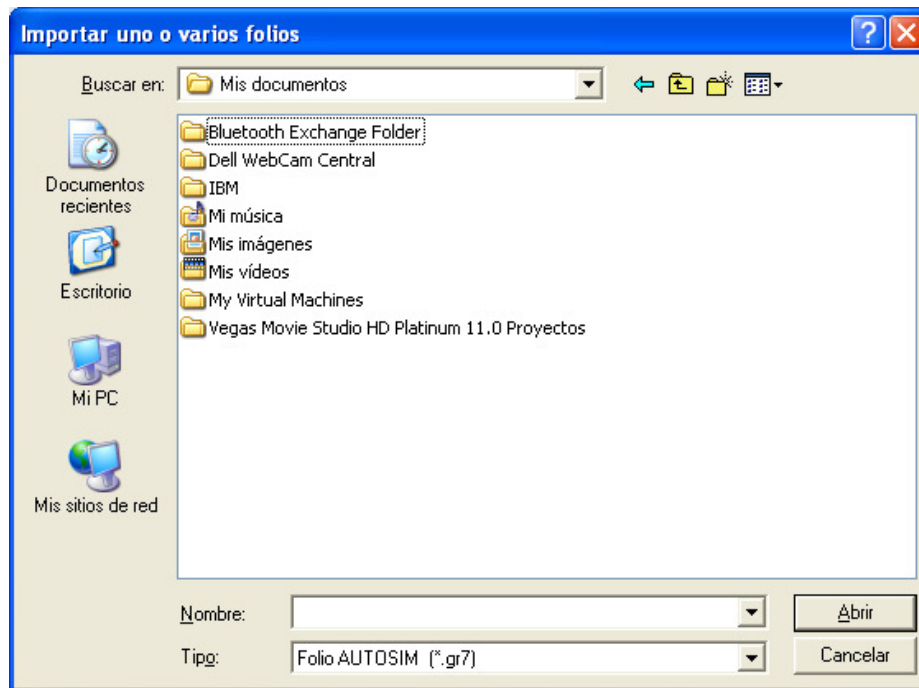 Importar uno o varios folios
Buscar en: Mis documentos
Documentos recientes
Escritorio
Mi PC
Mis sitios de red
Bluetooth Exchange Folder
Dell WebCam Central
IBM
Mi música
Mis imágenes
Mis vídeos
My Virtual Machines
Vegas Movie Studio HD Platinum 11.0 Proyectos
Nombre:
Abrir
Tipo: Folio AUTOSIM (*.gr7)
Cancelar